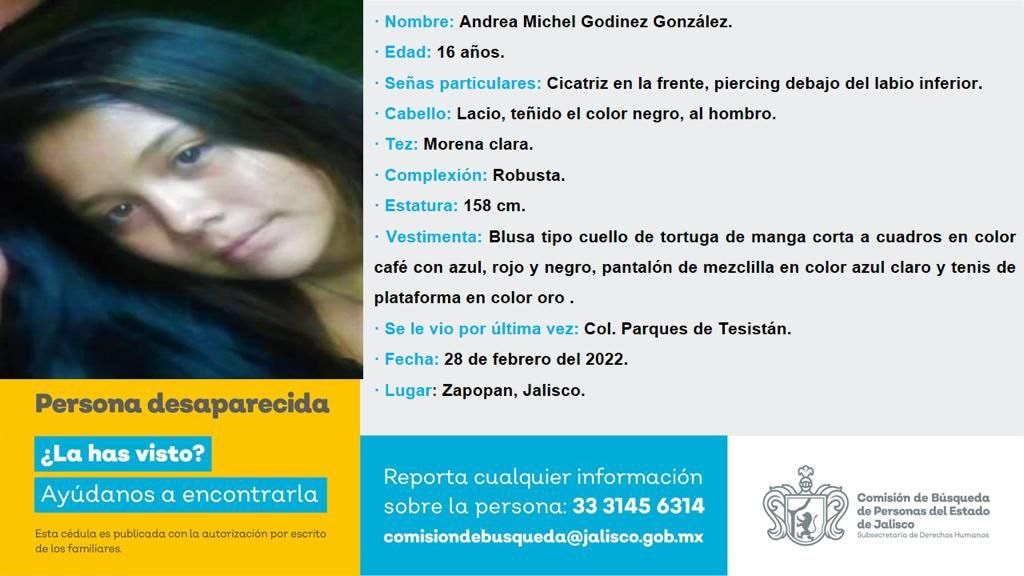 · Nombre: Andrea Michel Godinez González.
· Edad: 16 años.
· Señas particulares: Cicatriz en la frente, piercing debajo del labio inferior.
· Cabello: Lacio, teñido el color negro, al hombro.
· Tez: Morena clara.
· Complexión: Robusta.
· Estatura: 158 cm.
· Vestimenta: Blusa tipo cuello de tortuga de manga corta a cuadros en color
café con azul, rojo y negro, pantalón de mezclilla en color azul claro y tenis de
plataforma en color oro .
· Se le vio por última vez: Col. Parques de Tesistán.
· Fecha: 28 de febrero del 2022.
· Lugar: Zapopan, Jalisco.
Persona desaparecida
¿La has visto?
Ayúdanos a encontrarla
Esta cédula es publicada con la autorización por escrito
de los familiares.
Reporta cualquier información
sobre la persona: 33 3145 6314
comisiondebusqueda@jalisco.gob.mx
Comisión de Búsqueda
de Personas del Estado
de Jalisco
Subsecretaría de Derechos Humanos